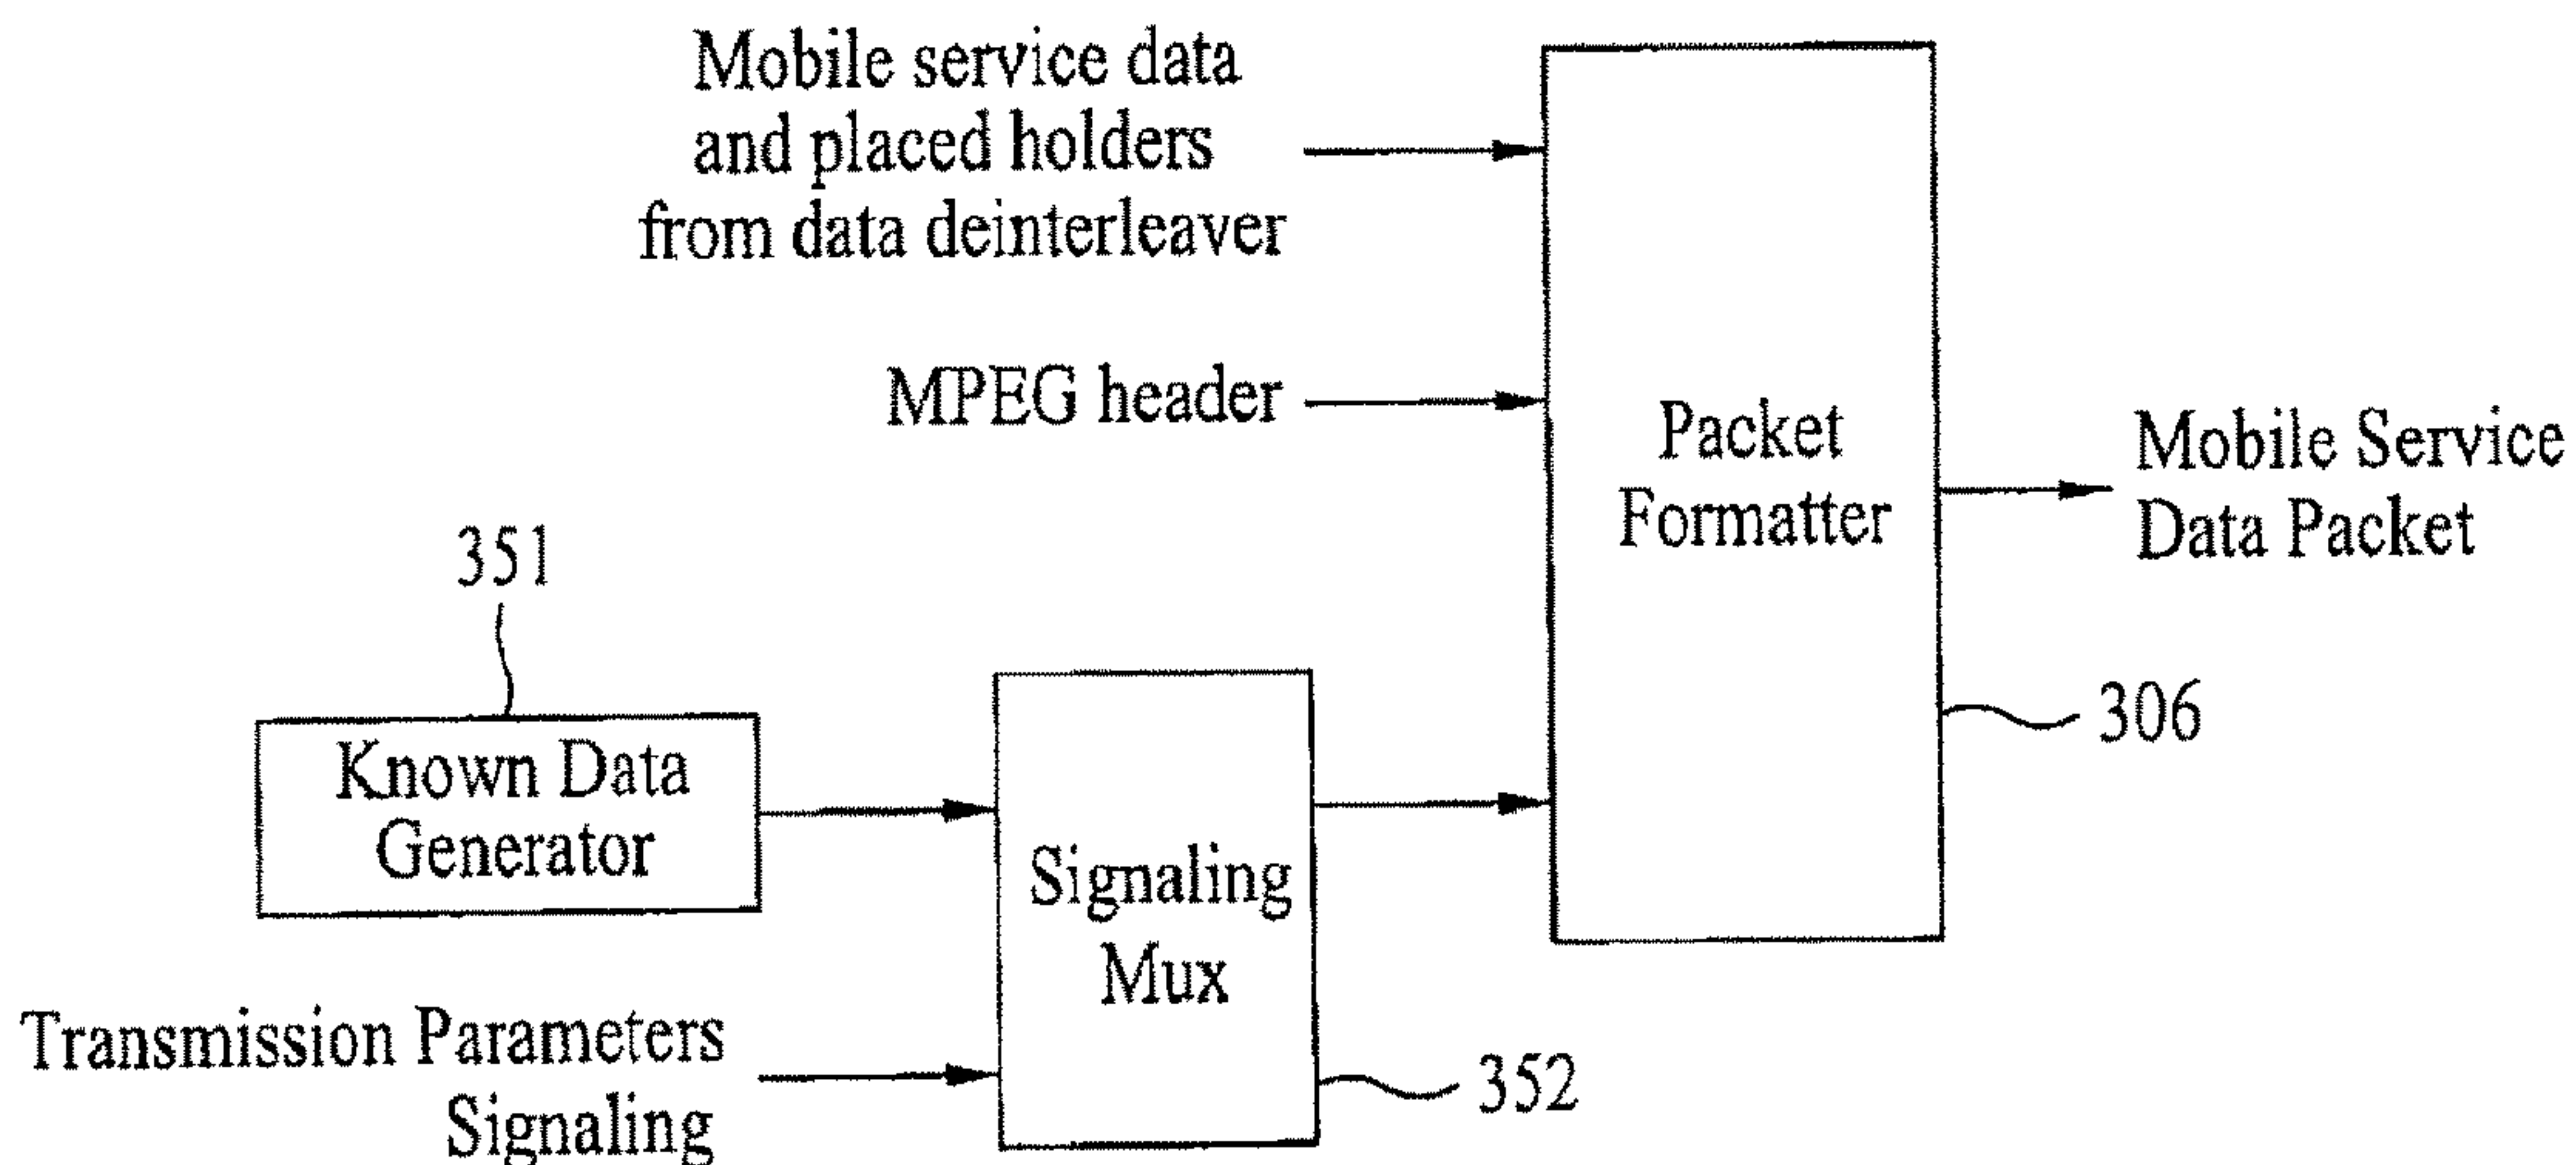 Mobile service data
and placed holders
from data deinterleaver
MPEG header
Packet
Formatter
Mobile Service
Data Packet
351
306
Known Data
Generator
Signaling
Mux
Transmission Parameters
Signaling
352